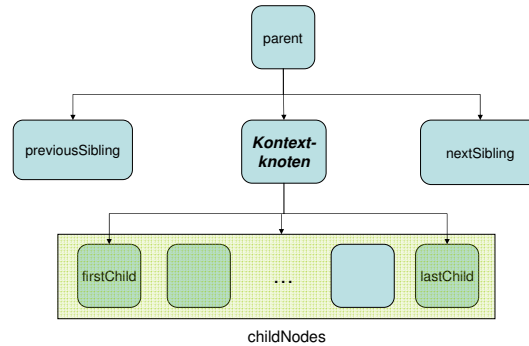 parent
previousSibling
Kontext-
knoten
nextSibling
firstChild
...
lastChild
childNodes